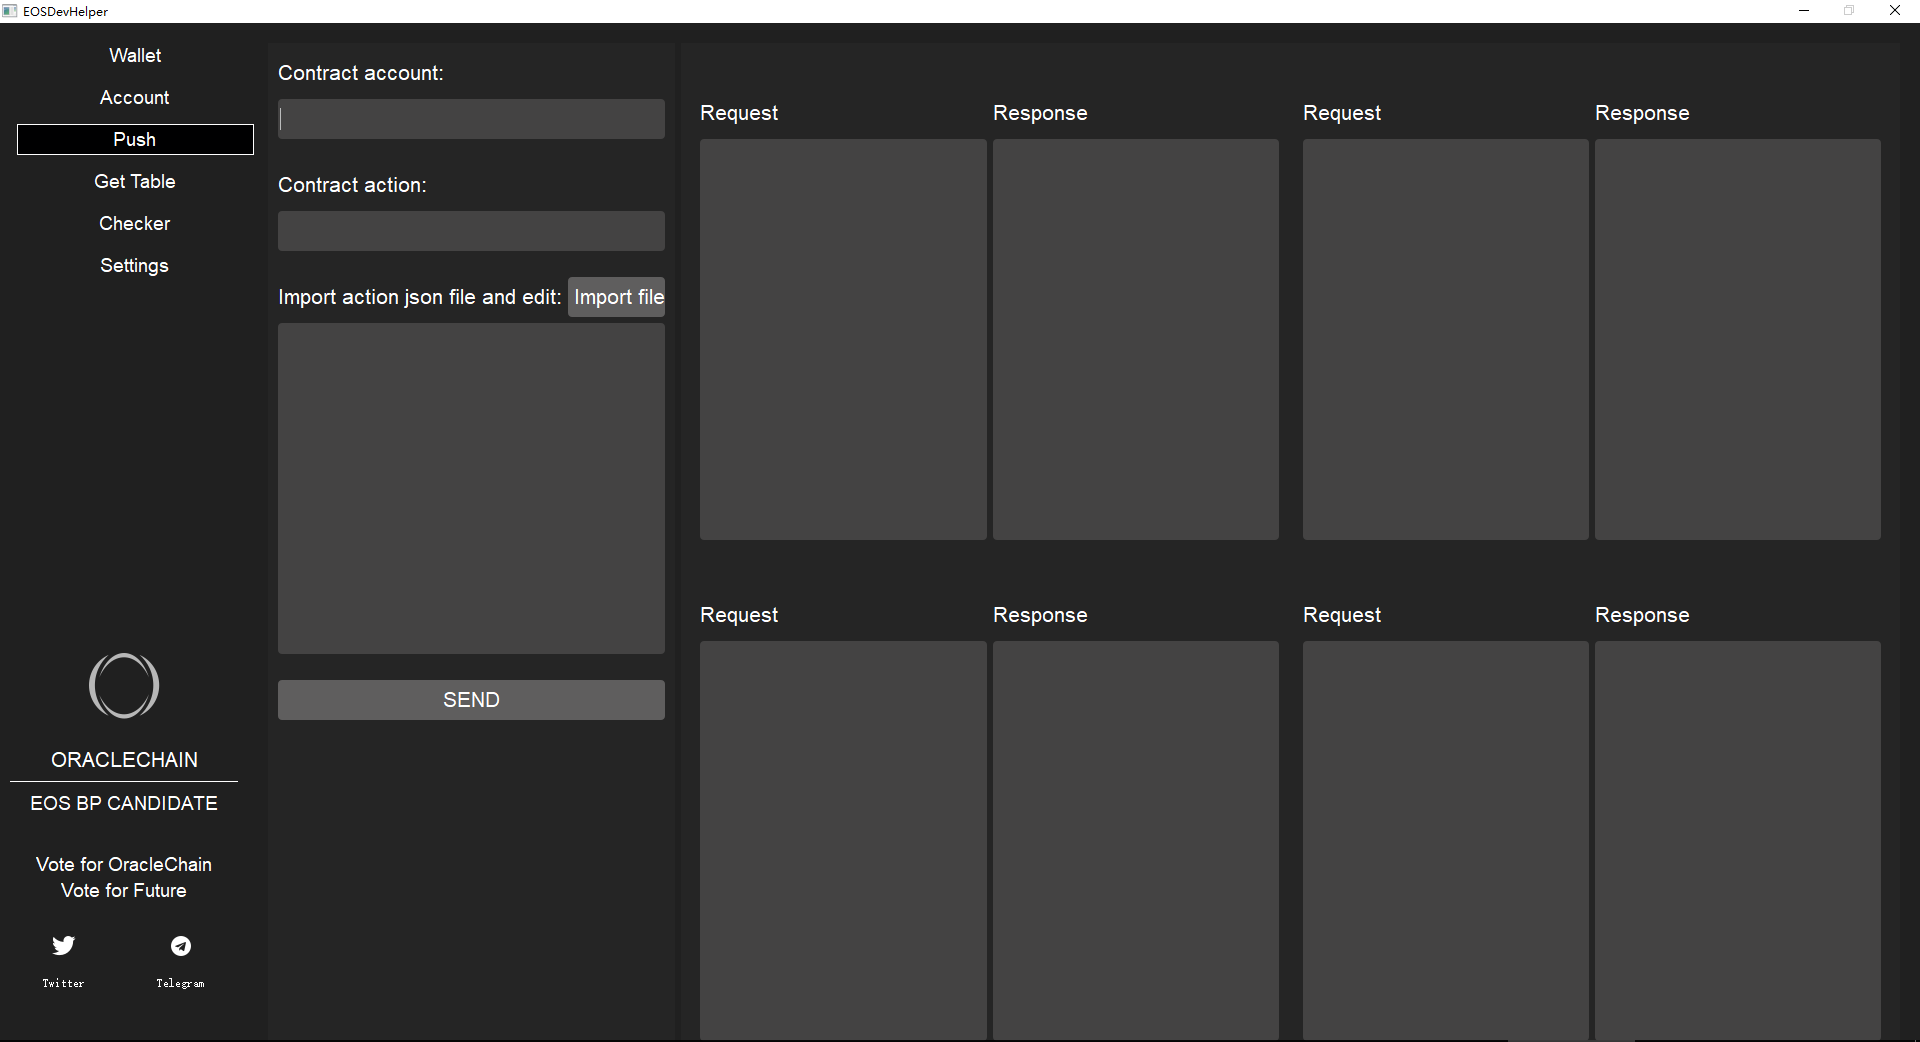 EOSDevHelper
Wallet
Account
Push
Get Table
Checker
Settings
ORACLECHAIN
EOS BP CANDIDATE
Vote for OracleChain
Vote for Future
Twitter
Telegram
Contract account:
Contract action:
Import action json file and edit: Import file
SEND
Request Response Request Response
Request Response Request Response